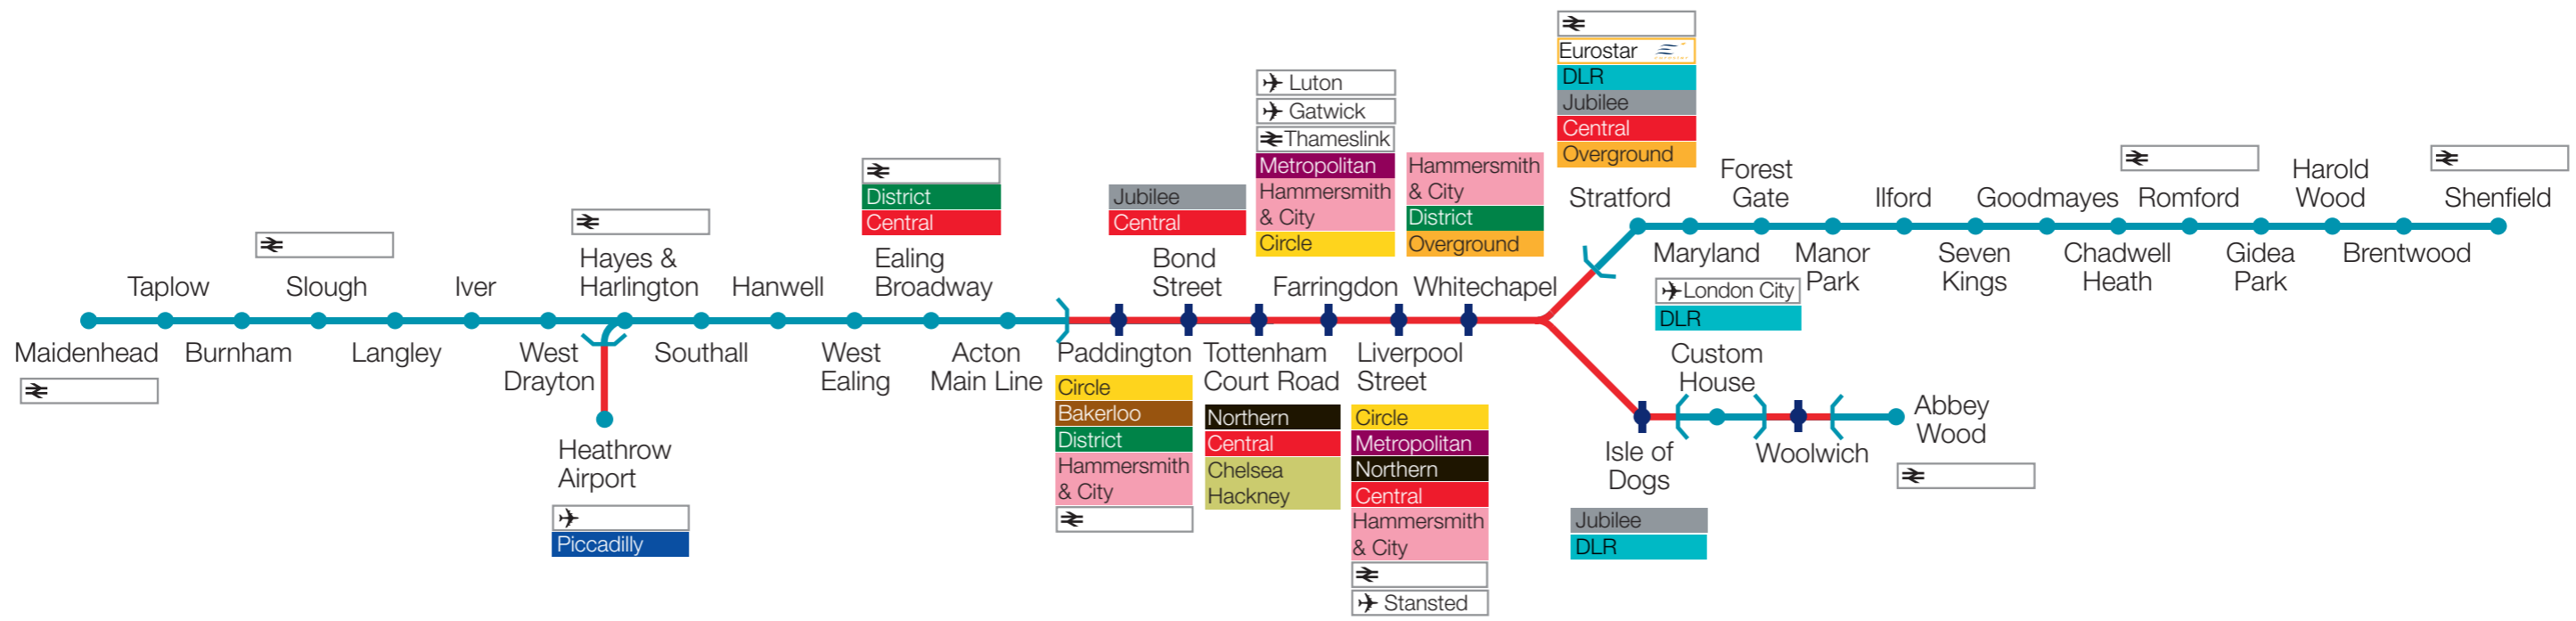 Maidenhead
Taplow
Burnham
Slough
Langley
Iver
West
Drayton
Hayes &
Harlington
Heathrow
Airport
Piccadilly
Southall
Hanwell
West
Ealing
District
Central
Ealing
Broadway
Acton
Main Line
Paddington
Circle
Bakerloo
District
Hammersmith
& City
Jubilee
Central
Bond
Street
Tottenham
Court Road
Northern
Central
Chelsea
Hackney
Luton
Gatwick
Thameslink
Metropolitan
Hammersmith
& City
Circle
Farringdon
Liverpool
Street
Circle
Metropolitan
Northern
Central
Hammersmith
& City
Stansted
Hammersmith
& City
District
Overground
Whitechapel
Eurostar
DLR
Jubilee
Central
Overground
Stratford
Maryland
Forest
Gate
Manor
Park
Ilford
Seven
Kings
Goodmayes
Chadwell
Heath
Romford
Gidea
Park
Harold
Wood
Brentwood
Shenfield
Isle of
Dogs
Jubilee
DLR
London City
DLR
Custom
House
Woolwich
Abbey
Wood